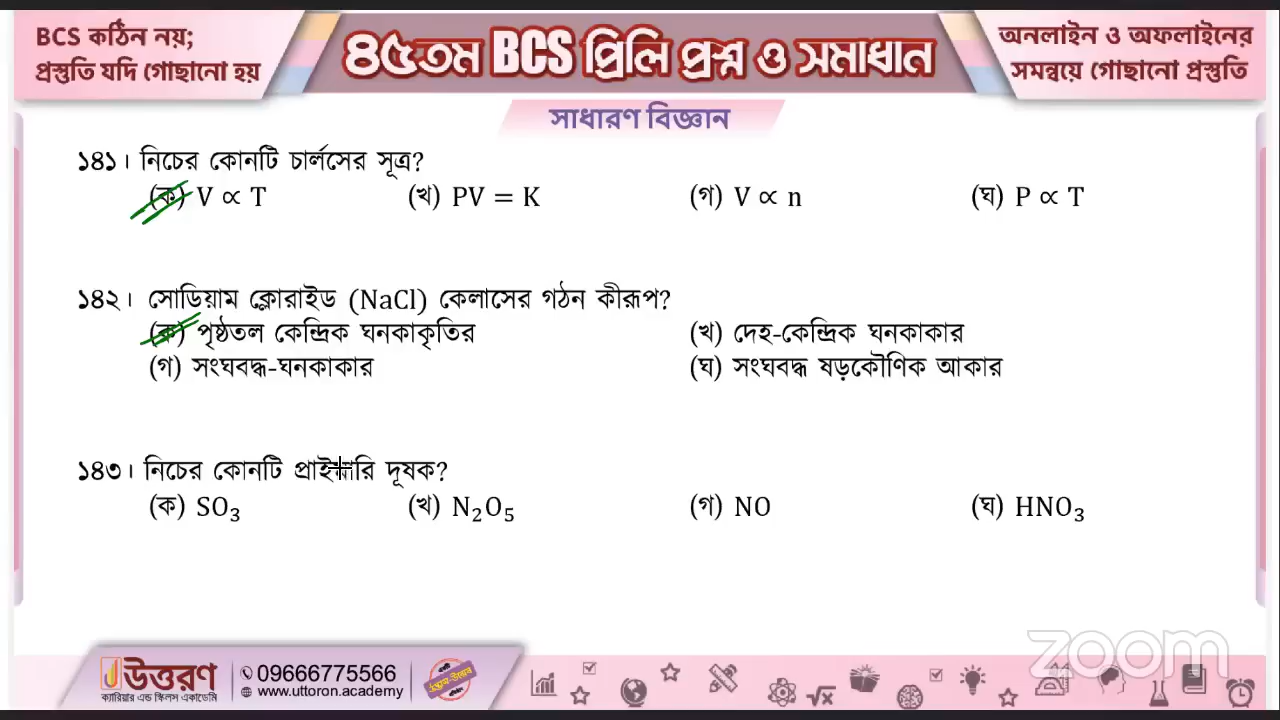 BCS কঠিন নয়;
প্রস্তুতি যদি গোছানো হয়
৪৫তম BCS প্রিলি প্রশ্ন ও সমাধান
অনলাইন ও অফলাইনের
সমন্বয়ে গোছানো প্রস্তুতি
সাধারণ বিজ্ঞান
১৪১। নিচের কোনটি চার্লসের সূত্র?
(ক) V ∝ T (খ) PV = K (গ) V ∝ n (ঘ) P ∝ T
১৪২। সোডিয়াম ক্লোরাইড (NaCl) কেলাসের গঠন কীরূপ?
(ক) পৃষ্ঠতল কেন্দ্রিক ঘনকাকৃতির (খ) দেহ-কেন্দ্রিক ঘনকাকার
(গ) সংঘবদ্ধ-ঘনকাকার (ঘ) সংঘবদ্ধ ষড়কৌণিক আকার
১৪৩। নিচের কোনটি প্রাইমারি দূষক?
(ক) SO₃ (খ) N₂O₅ (গ) NO (ঘ) HNO₃
zoom
উত্তরণ
ক্যারিয়ার এন্ড স্কিলস একাডেমি
09666775566
www.uttoron.academy